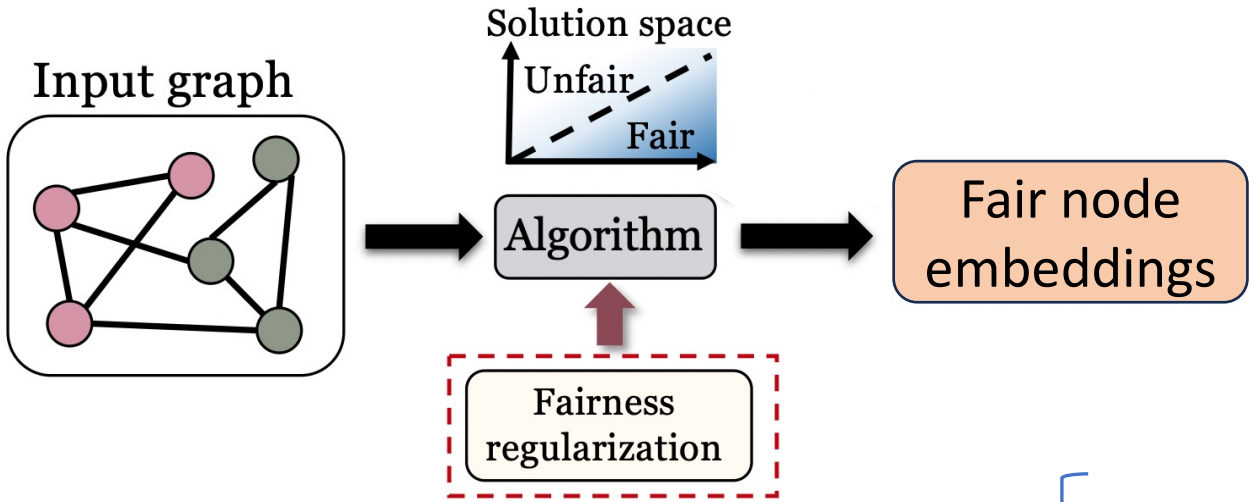 Solution space
Input graph
Unfair
Fair
Algorithm
Fair node
embeddings
Fairness
regularization